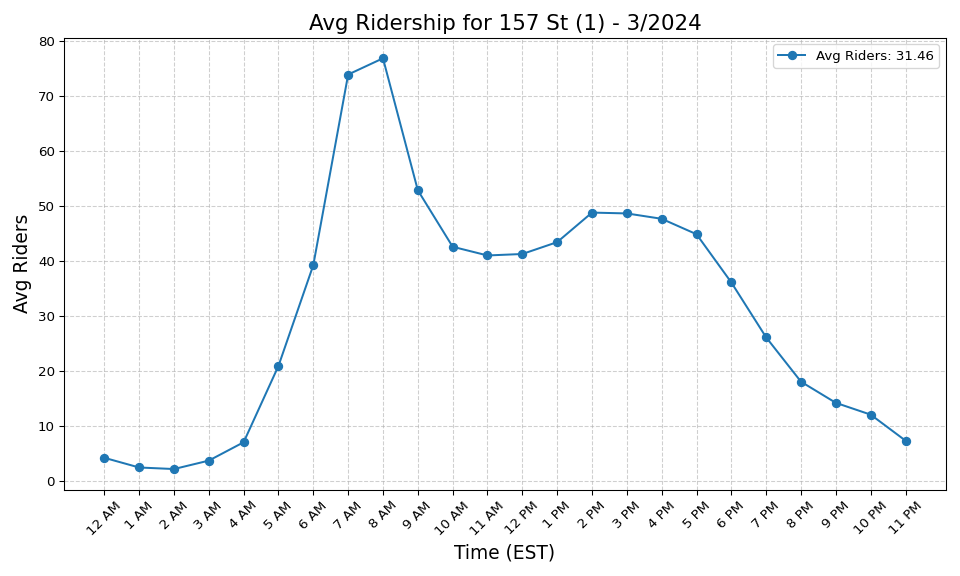 Avg Ridership for 157 St (1) - 3/2024
Avg Riders: 31.46
80
70
60
50
40
30
20
10
0
Avg Riders
12 AM
1 AM
2 AM
3 AM
4 AM
5 AM
6 AM
7 AM
8 AM
9 AM
10 AM
11 AM
12 PM
1 PM
2 PM
3 PM
4 PM
5 PM
6 PM
7 PM
8 PM
9 PM
10 PM
11 PM
Time (EST)